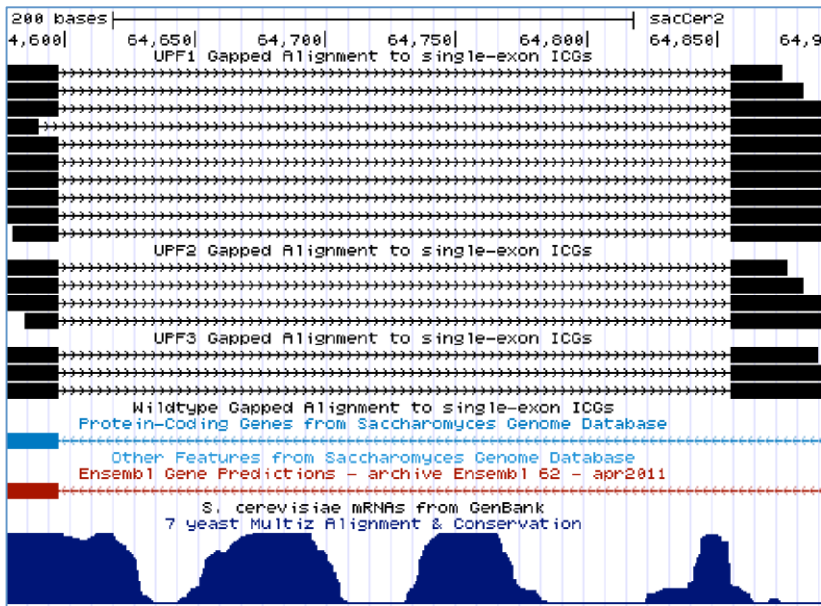 200 bases sacCer2
4,600| 64,650| 64,700| 64,750| 64,800| 64,850| 64,9
UPF1 Gapped Alignment to single-exon ICGs
UPF2 Gapped Alignment to single-exon ICGs
UPF3 Gapped Alignment to single-exon ICGs
Wildtype Gapped Alignment to single-exon ICGs
Protein-Coding Genes from Saccharomyces Genome Database
Other Features from Saccharomyces Genome Database
Ensembl Gene Predictions - archive Ensembl 62 - apr2011
S. cerevisiae mRNAs from GenBank
7 yeast Multiz Alignment & Conservation